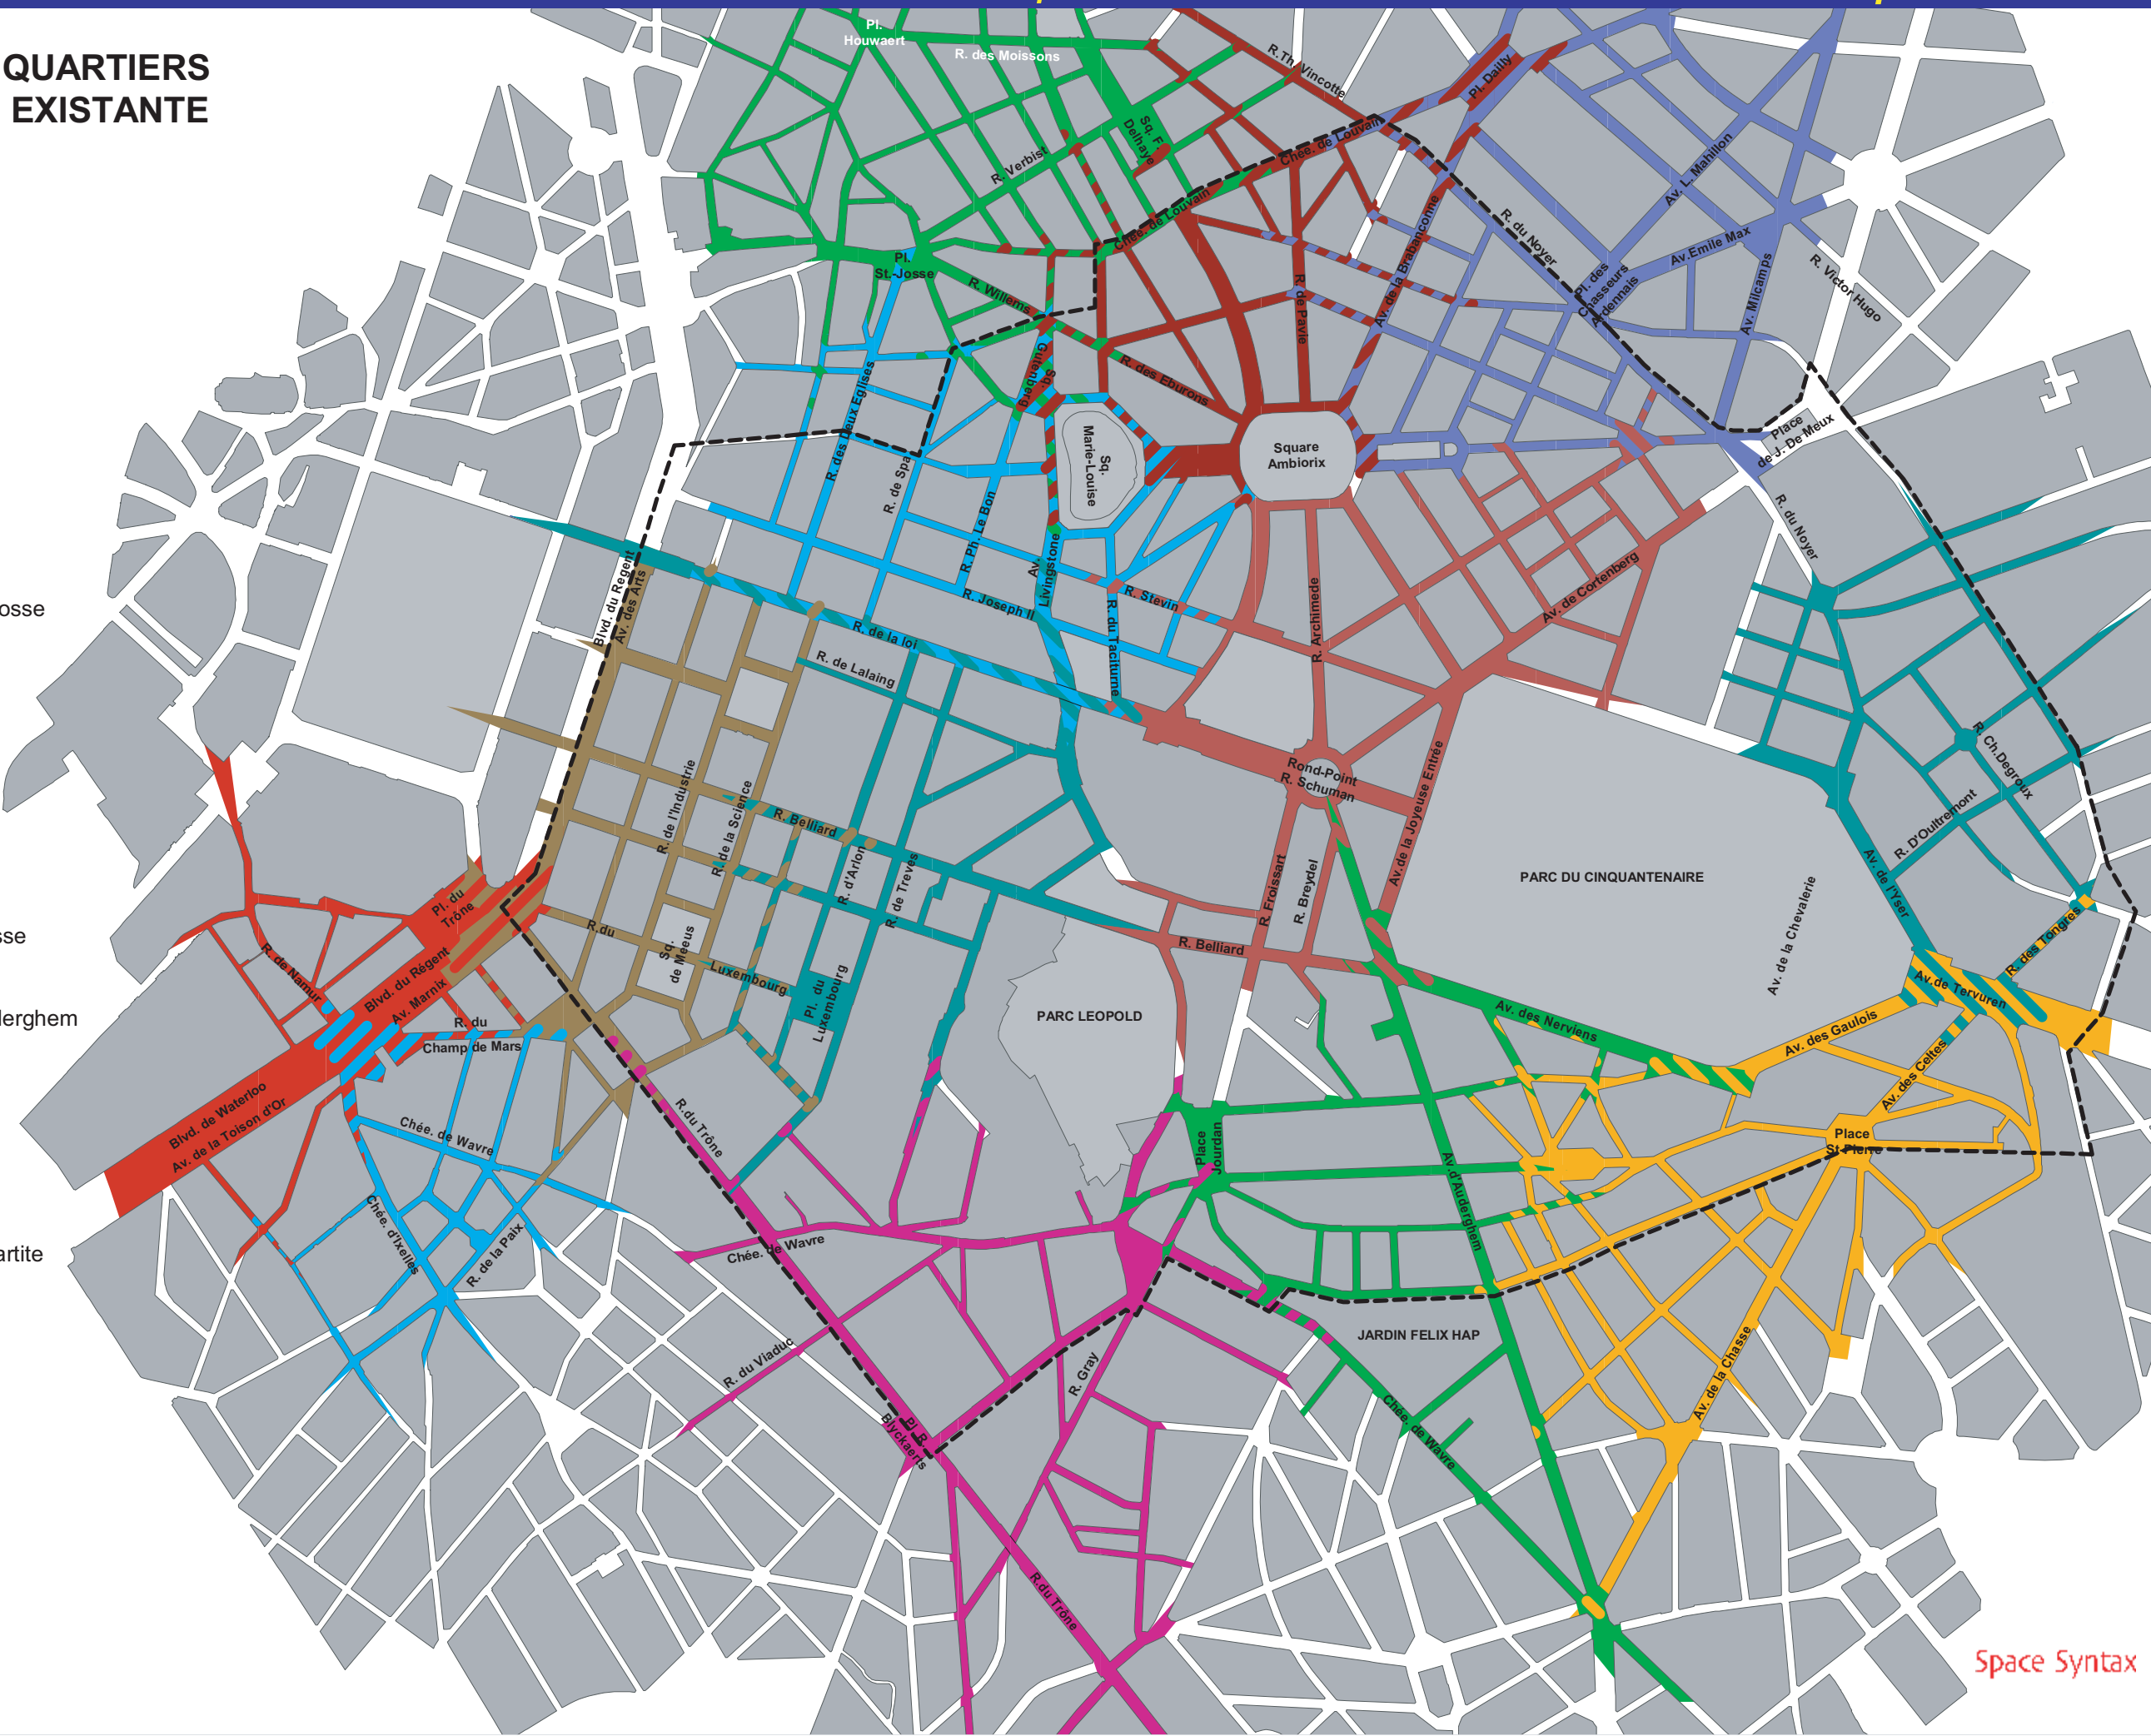 QUARTIERS
EXISTANTE
Pl.
Houwaert
R. des Moissons
R. Th. Vincotte
Pl. Dailly
Sq. F.
Delhaye
R. Verbist
Chée. de Louvain
Chée. de Louvain
Av. L. Mahillon
R. du Noyer
Av. Emile Max
Pl. des
Chasseurs
Ardennais
Av. Milcamps
R. Victor Hugo
Pl.
St.-Josse
R. Willems
Av. de la Brabançonne
R. de Pavie
Sq.
Gutenberg
R. des Eburons
R. des Deux Eglises
Sq.
Marie-Louise
Square
Ambiorix
Place
de J. De Meux
R. de Spa
R. Ph. Le Bon
R. du Noyer
Blvd. du Regent
Av. des Arts
Av.
Livingstone
R. Joseph II
R. Stevin
R. du Taciturne
R. Archimede
Av. de Cortenberg
osse
R. de la loi
R. de Lalaing
R. de l'Industrie
R. de la Science
R. Belliard
Rond-Point
R. Schuman
Av. de la Joyeuse Entrée
R. Ch.Degroux
R. D'Oultremont
R. d'Arlon
R. de Treves
R. Froissart
R. Breydel
PARC DU CINQUANTENAIRE
Av. de la Chevalerie
Av. de l'Yser
Pl. du
Trône
sse
R. de Namur
R.du
Luxembourg
Sq.
de Meeus
R. Belliard
R. des Tongres
Blvd. du Régent
Av. Marnix
Pl. du
Luxembourg
PARC LEOPOLD
Av. des Nerviens
Av.de Tervuren
lerghem
R. du
Champ de Mars
Av. des Gaulois
Av. des Celtes
Blvd. de Waterloo
Av. de la Toison d'Or
Chée. de Wavre
R.du Trône
Place
Jourdan
Av.d'Auderghem
Place
St-Pierre
Chée. d'Ixelles
R. de la Paix
Chée. de Wavre
artite
JARDIN FELIX HAP
R. du Viaduc
R. Gray
Av. de la Chasse
Pl. R.
Blyckaerts
Chée. de Wavre
R.du Trône
Space Syntax